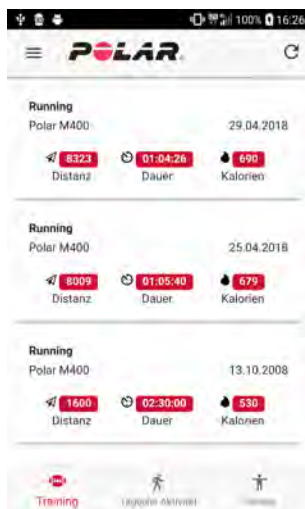 100% 16:26
POLAR
Running
Polar M400 29.04.2018
8323 01:04:26 690
Distanz Dauer Kalorien
Running
Polar M400 25.04.2018
8009 01:05:40 679
Distanz Dauer Kalorien
Running
Polar M400 13.10.2008
1600 02:30:00 530
Distanz Dauer Kalorien
Training